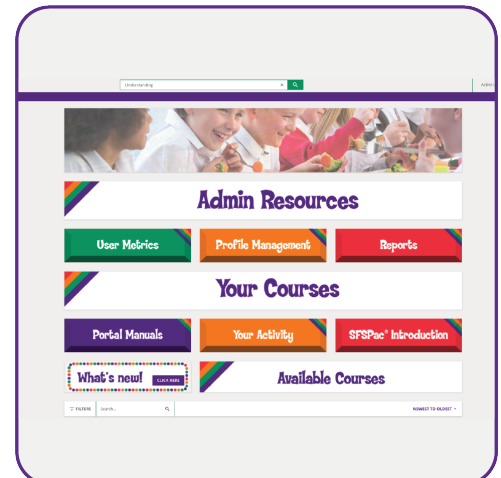 Understanding
Admin Resources
User Metrics
Profile Management
Reports
Your Courses
Portal Manuals
Your Activity
SFSPac® Introduction
What's new!
CLICK HERE
Available Courses
FILTERS
Search...
NEWEST TO OLDEST